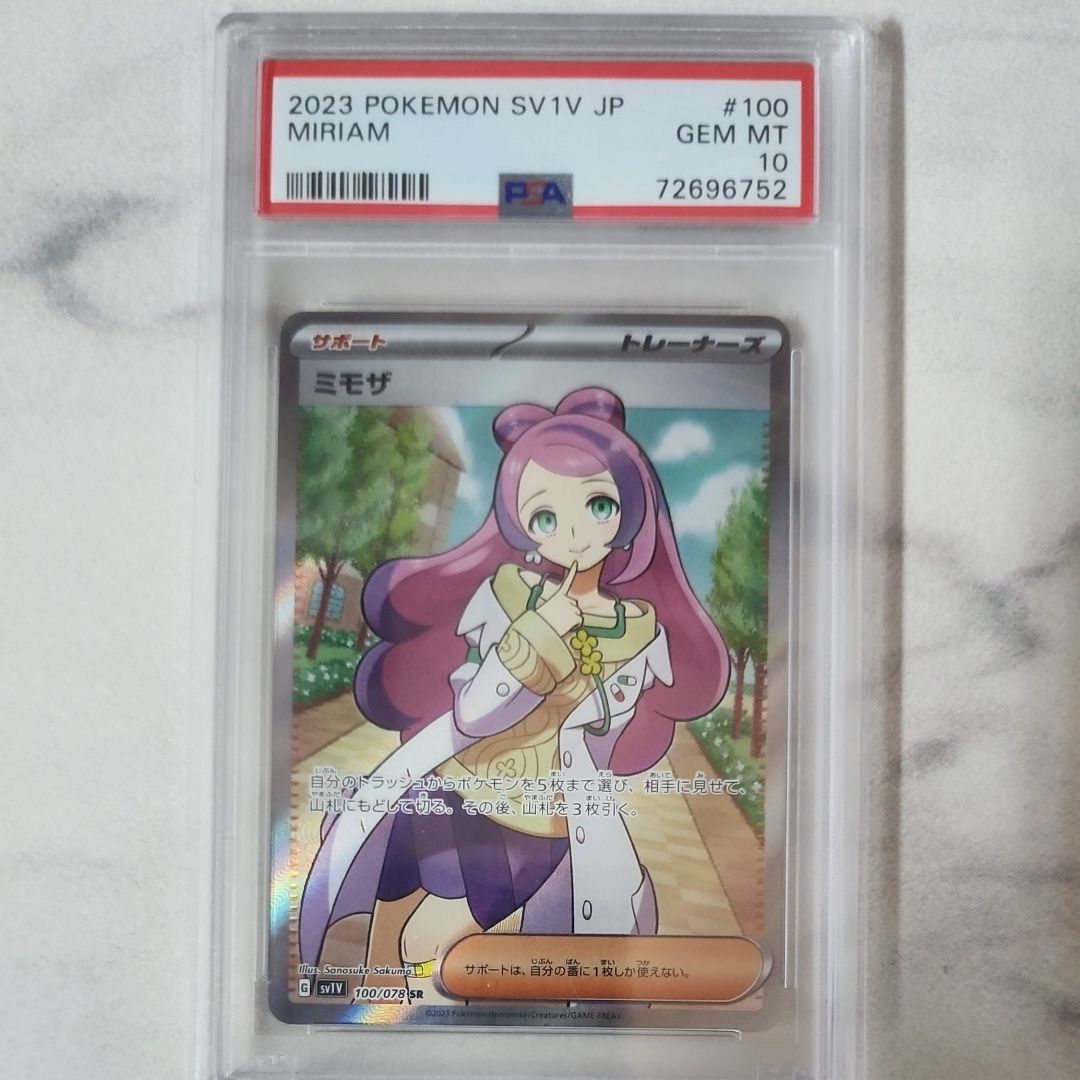 2023 POKEMON SV1V JP #100
MIRIAM GEM MT
10
PSA 72696752
サポート トレーナーズ
ミモザ
自分のトラッシュからポケモンを5枚まで選び、相手に見せて、
山札にもどして切る。その後、山札を3枚引く。
サポートは、自分の番に1枚しか使えない。
Illus. Sanosuke Sakuma
G sv1V 100/078 SR
©2023 Pokémon/Nintendo/Creatures/GAME FREAK.